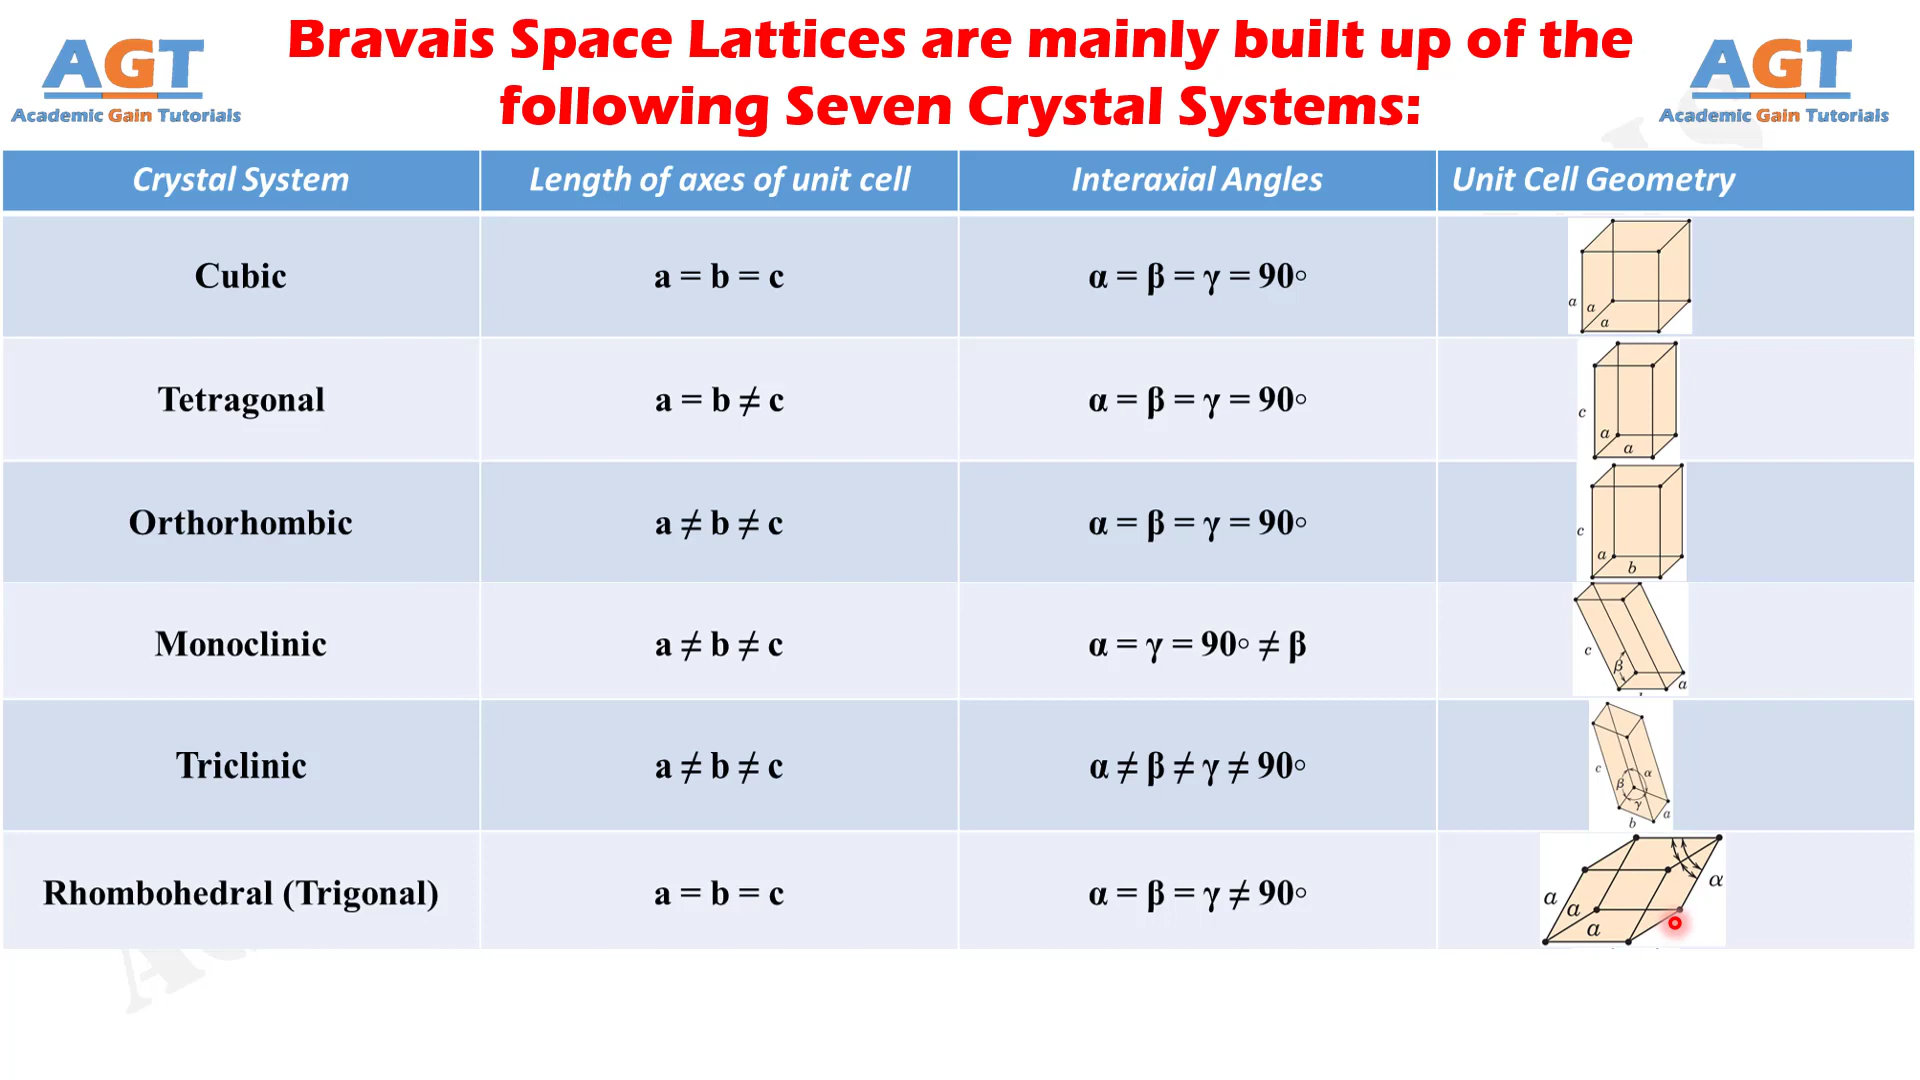 Bravais Space Lattices are mainly built up of the
following Seven Crystal Systems:
AGT
Academic Gain Tutorials
AGT
Academic Gain Tutorials
Crystal System Length of axes of unit cell Interaxial Angles Unit Cell Geometry
Cubic a = b = c α = β = γ = 90◦
a a
a
Tetragonal a = b ≠ c α = β = γ = 90◦
c
a
a
Orthorhombic a ≠ b ≠ c α = β = γ = 90◦
c
a
b
Monoclinic a ≠ b ≠ c α = γ = 90◦ ≠ β
c
β
a
Triclinic a ≠ b ≠ c α ≠ β ≠ γ ≠ 90◦
c α
β
γ
b a
Rhombohedral (Trigonal) a = b = c α = β = γ ≠ 90◦
α
a a
a